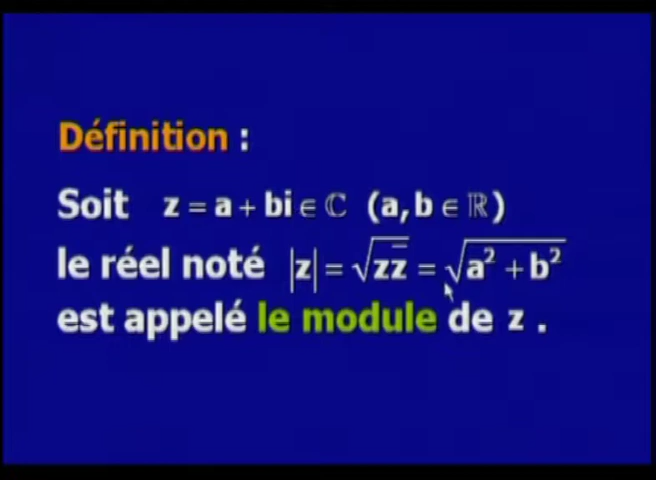 Définition :
Soit z = a + bi ∈ ℂ (a, b ∈ ℝ)
le réel noté |z| = √(zz̄) = √(a² + b²)
est appelé le module de z .